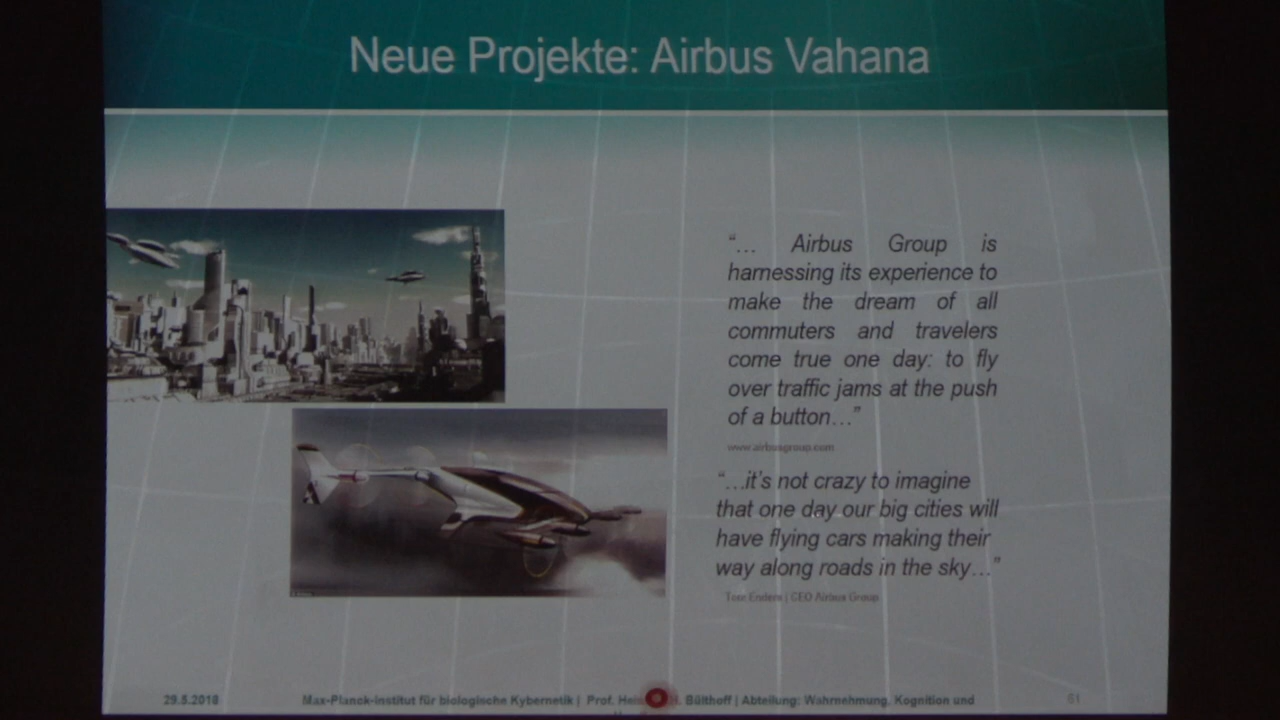 Neue Projekte: Airbus Vahana
“… Airbus Group is
harnessing its experience to
make the dream of all
commuters and travelers
come true one day: to fly
over traffic jams at the push
of a button…”
www.airbusgroup.com
“…it’s not crazy to imagine
that one day our big cities will
have flying cars making their
way along roads in the sky…”
Tom Enders | CEO Airbus Group
29.5.2018
Max-Planck-Institut für biologische Kybernetik | Prof. H. Bülthoff | Abteilung: Wahrnehmung, Kognition und
61